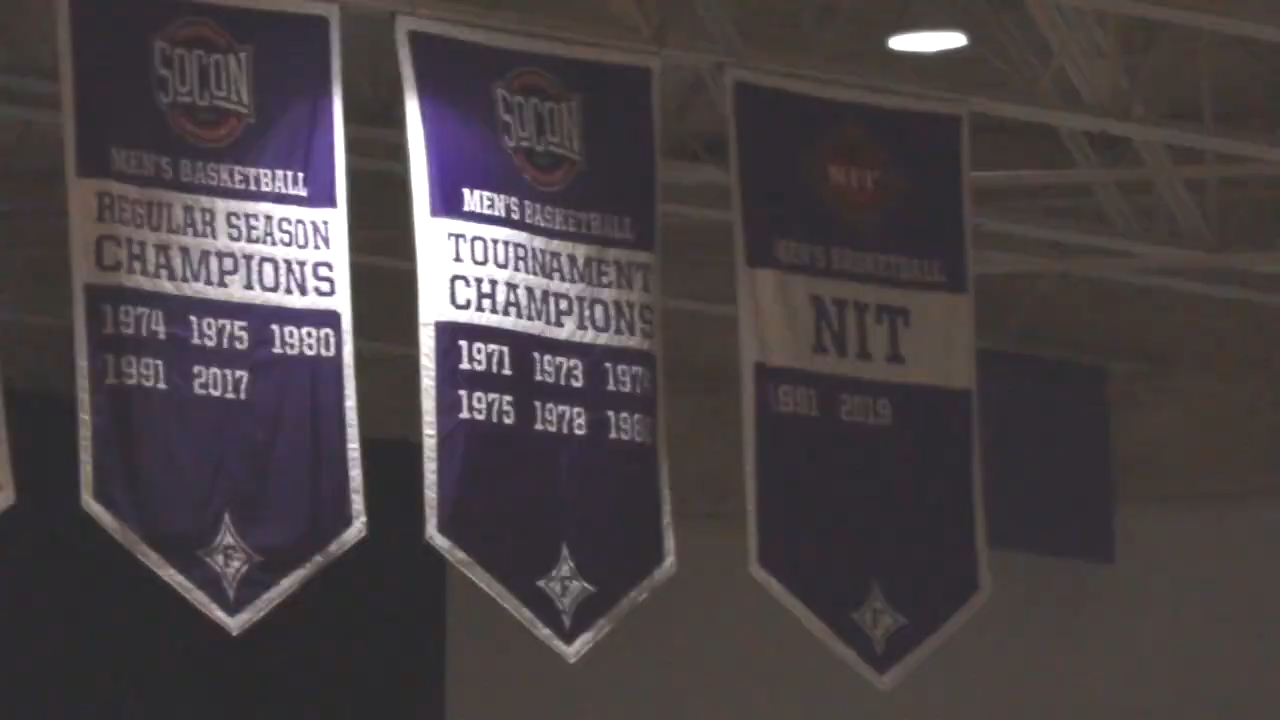 SOCON
MEN'S BASKETBALL
REGULAR SEASON
CHAMPIONS
1974 1975 1980
1991 2017
F
SOCON
MEN'S BASKETBALL
TOURNAMENT
CHAMPIONS
1971 1973
1975 1978
F
NIT
MEN'S BASKETBALL
NIT
1991 2019
F